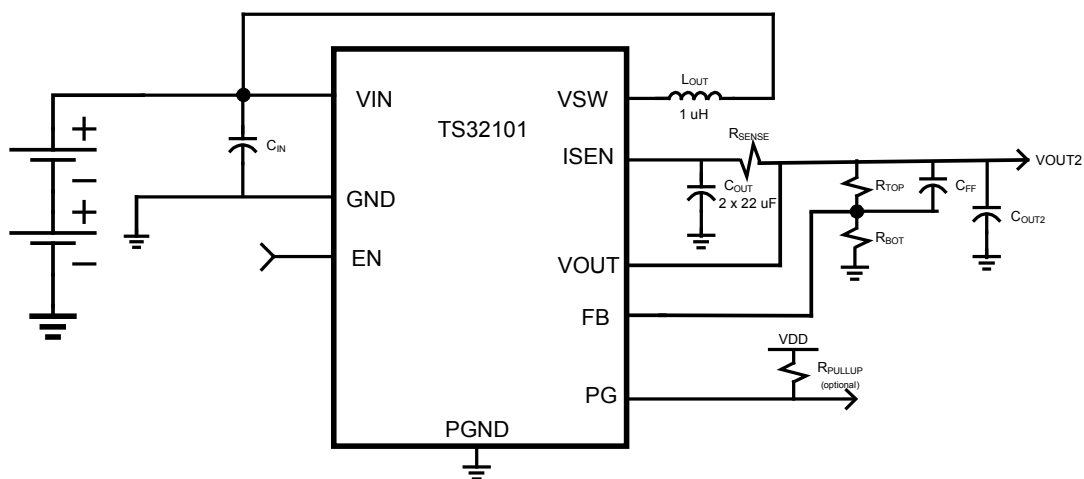 VIN
VSW
LOUT
1 uH
TS32101
+
CIN
RSENSE
ISEN
VOUT2
−
COUT
2 x 22 uF
RTOP
CFF
+
GND
COUT2
RBOT
−
EN
VOUT
FB
VDD
RPULLUP
(optional)
PG
PGND